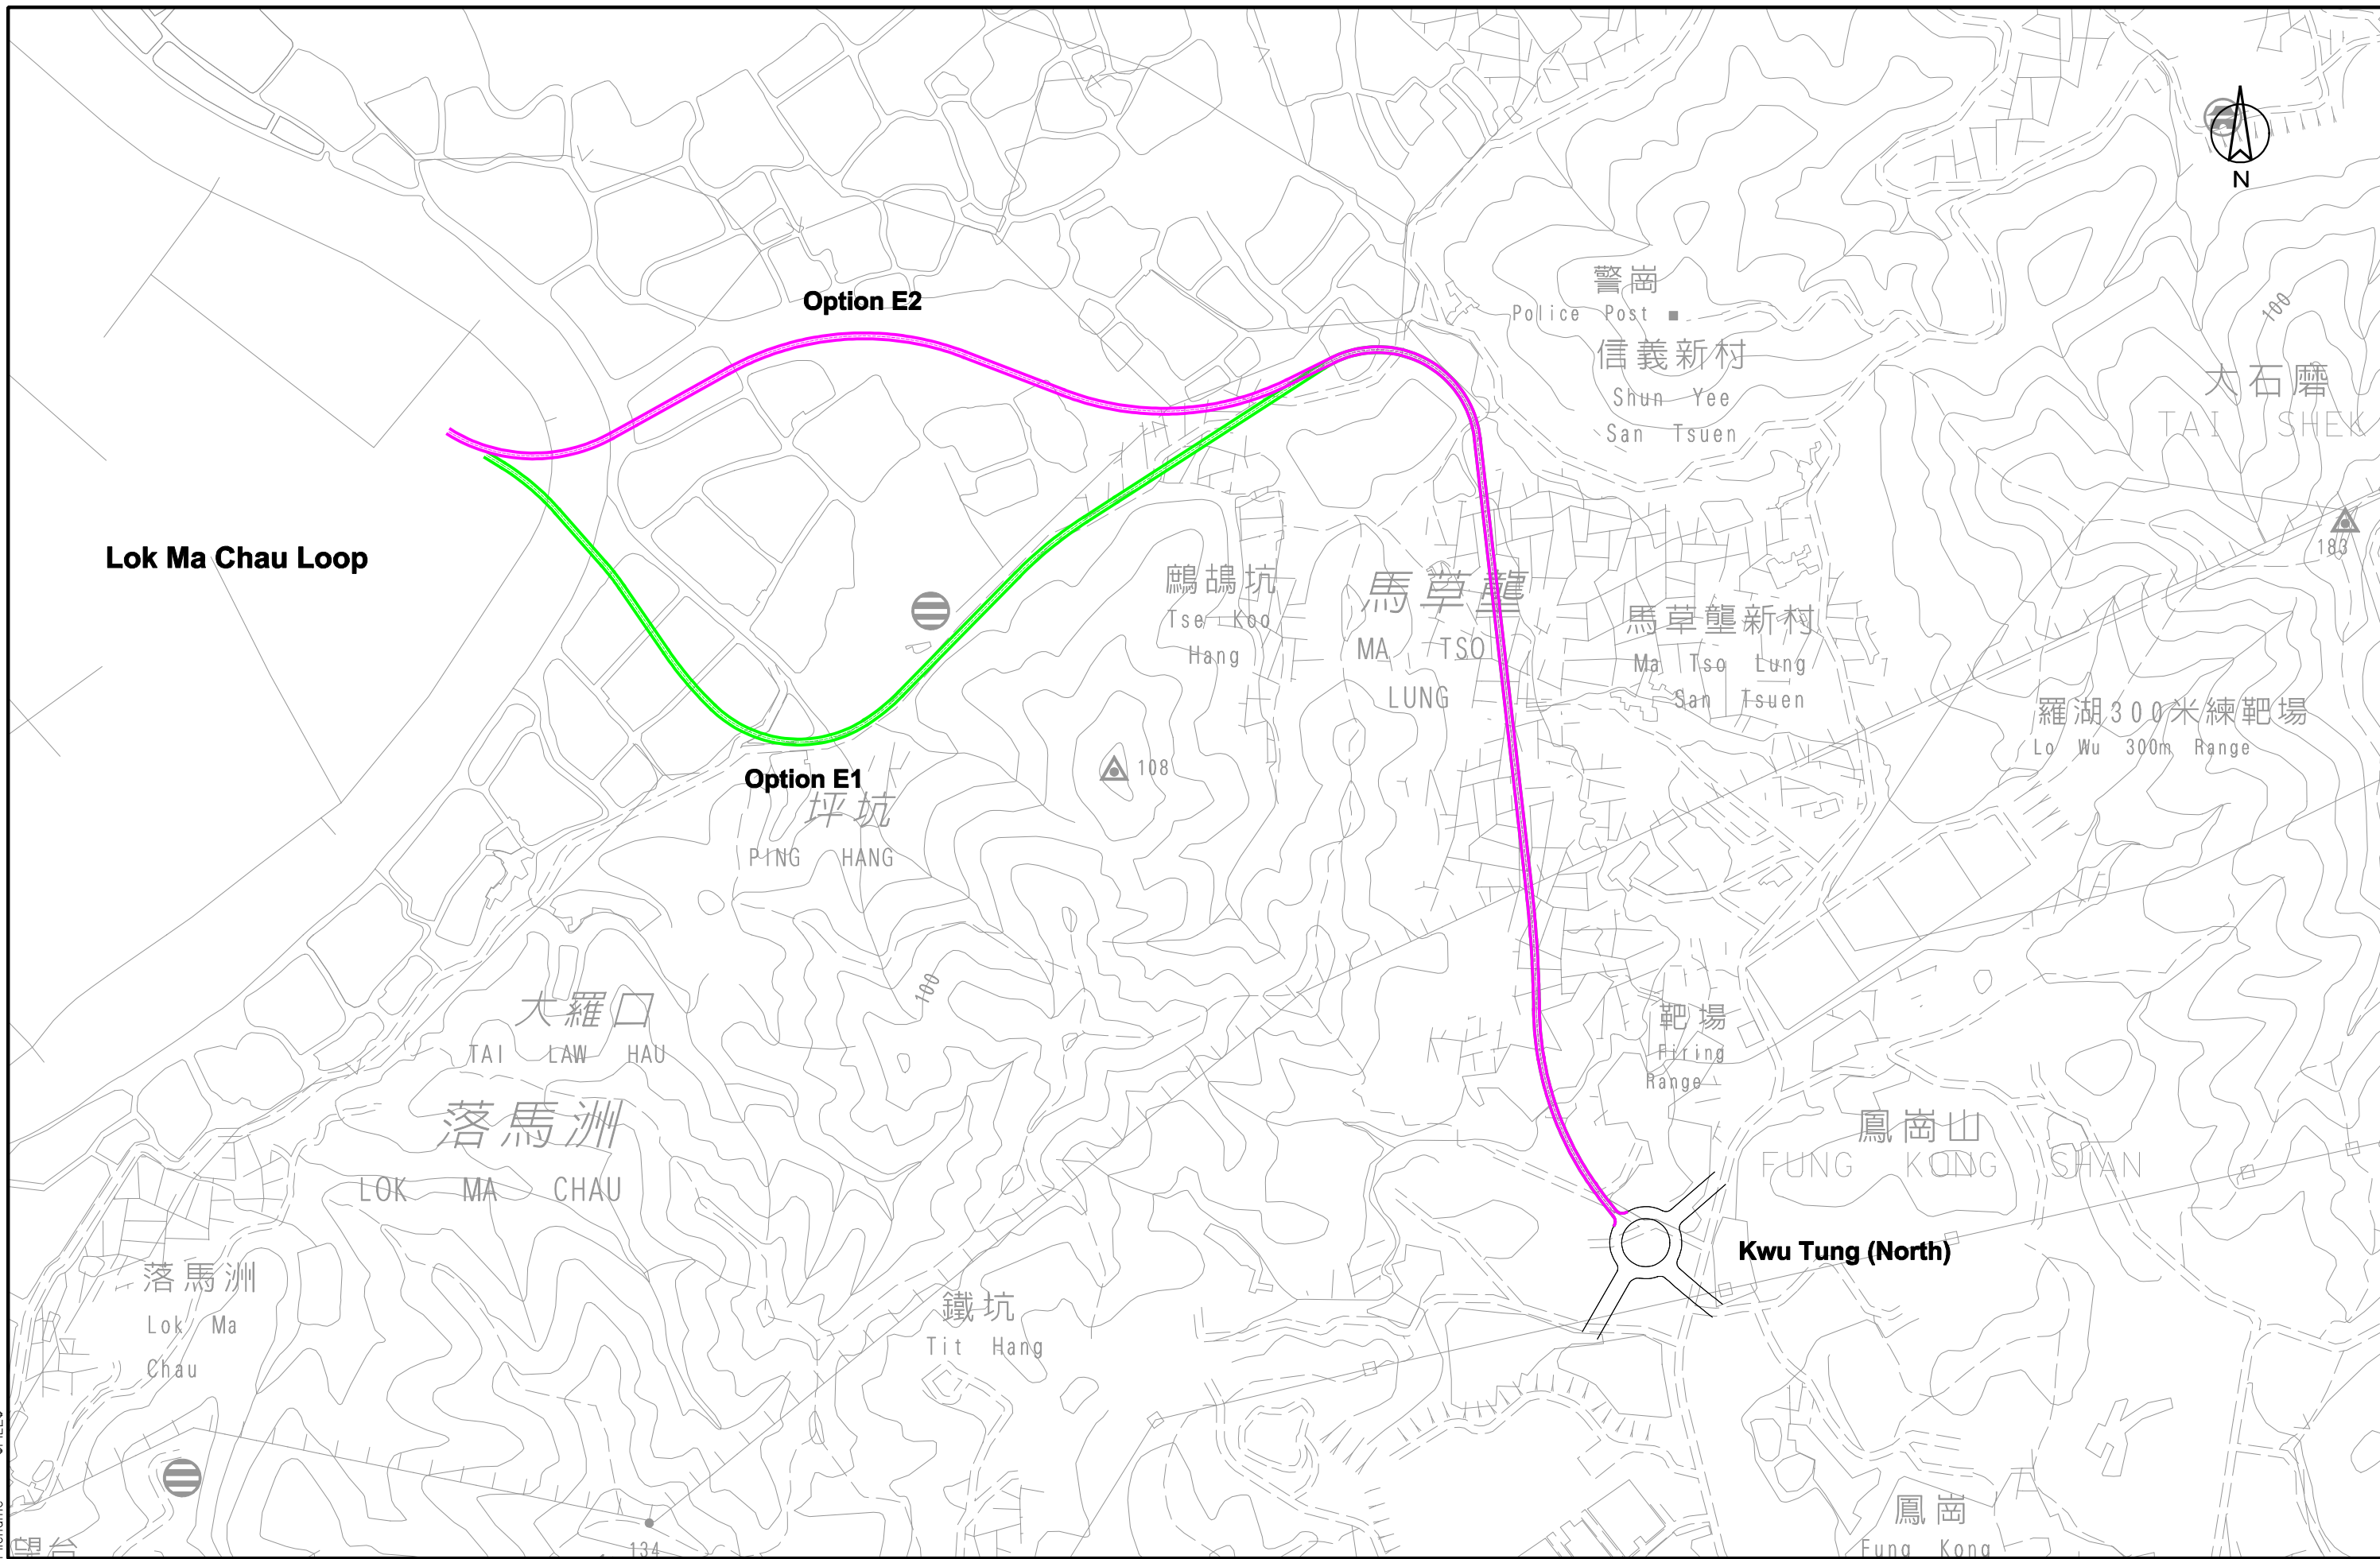 N
Option E2
警崗
Police Post
信義新村
Shun Yee
San Tsuen
100
大石磨
TAI SHEK
183
Lok Ma Chau Loop
鷓鴣坑
Tse Koo
Hang
馬草壟
MA TSO
LUNG
馬草壟新村
Ma Tso Lung
San Tsuen
羅湖300米練靶場
Lo Wu 300m Range
108
Option E1
坪坑
PING HANG
100
大羅口
TAI LAW HAU
靶場
Firing
Range
落馬洲
LOK MA CHAU
鳳崗山
FUNG KONG SHAN
Kwu Tung (North)
落馬洲
Lok Ma
Chau
鐵坑
Tit Hang
鳳崗
Fung Kong
134